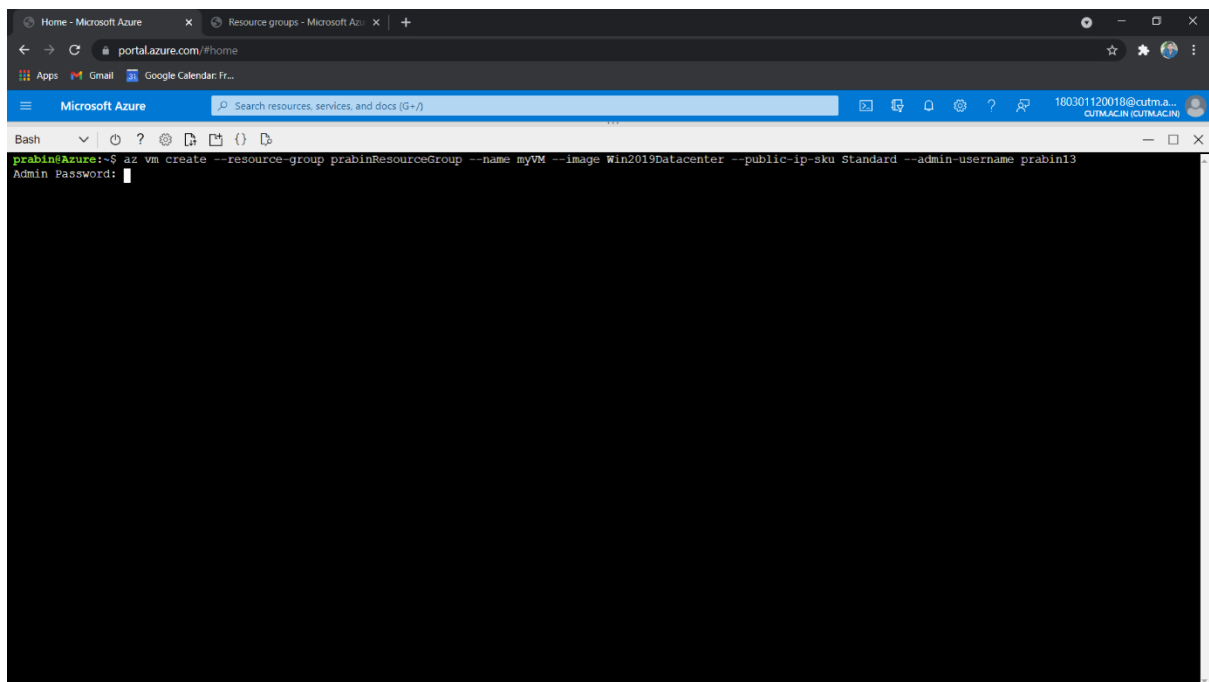 Home - Microsoft Azure
Resource groups - Microsoft Azu
portal.azure.com/#home
Apps Gmail 31 Google Calendar: Fr...
Microsoft Azure Search resources, services, and docs (G+/) 180301120018@cutm.a...
CUTM.AC.IN (CUTM.AC.IN)
Bash
prabin@Azure:~$ az vm create --resource-group prabinResourceGroup --name myVM --image Win2019Datacenter --public-ip-sku Standard --admin-username prabin13
Admin Password: